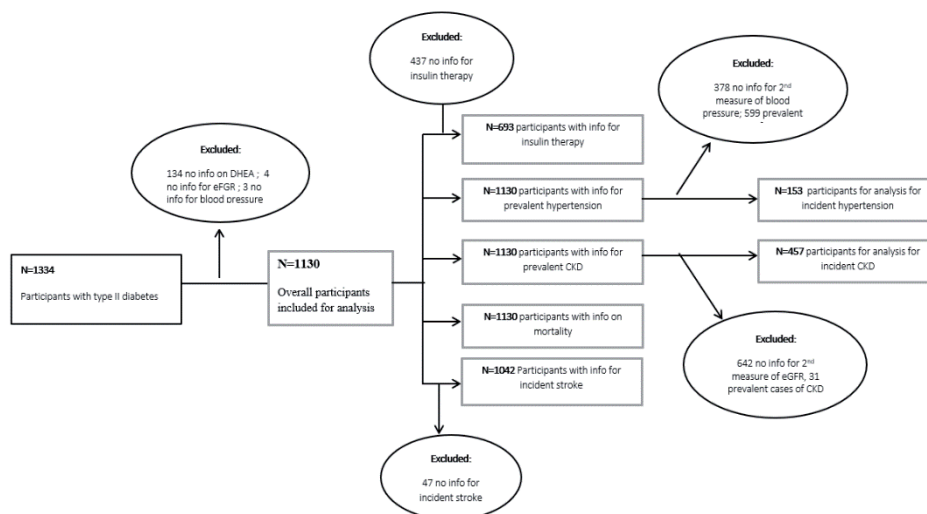 Excluded:
437 no info for
insulin therapy
Excluded:
378 no info for 2nd
measure of blood
pressure; 599 prevalent
Excluded:
134 no info on DHEA ; 4
no info for eFGR ; 3 no
info for blood pressure
N=693 participants with info for
insulin therapy
N=1130 participants with info for
prevalent hypertension
N=153 participants for analysis for
incident hypertension
N=1334
Participants with type II diabetes
N=1130
Overall participants
included for analysis
N=1130 participants with info for
prevalent CKD
N=457 participants for analysis for
incident CKD
N=1130 participants with info on
mortality
N=1042 Participants with info for
incident stroke
Excluded:
642 no info for 2nd
measure of eGFR, 31
prevalent cases of CKD
Excluded:
47 no info for
incident stroke